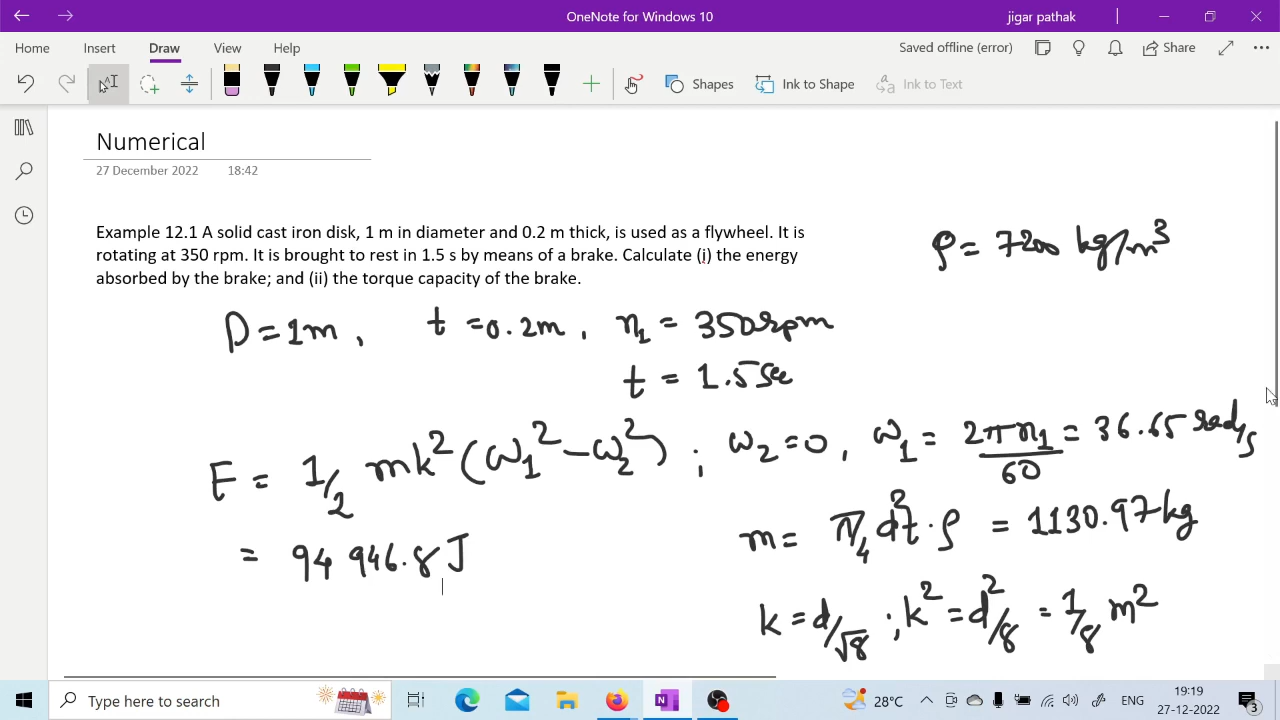 OneNote for Windows 10
jigar pathak
Home Insert Draw View Help
Saved offline (error)
Share
Shapes
Ink to Shape
Ink to Text
Numerical
27 December 2022 18:42
Example 12.1 A solid cast iron disk, 1 m in diameter and 0.2 m thick, is used as a flywheel. It is
rotating at 350 rpm. It is brought to rest in 1.5 s by means of a brake. Calculate (i) the energy
absorbed by the brake; and (ii) the torque capacity of the brake.
ρ = 7200 kg/m³
D = 1m , t = 0.2m , n₁ = 350 rpm
t = 1.5 sec
E = 1/2 mk² (ω₁² - ω₂²) ; ω₂ = 0 , ω₁ = 2πn₁/60 = 36.65 rad/s
m = π/4 d²t · ρ = 1130.97 kg
= 94 946.8 J
k = d/√8 ; k² = d²/8 = 1/8 m²
Type here to search
28°C
ENG
19:19
27-12-2022
3